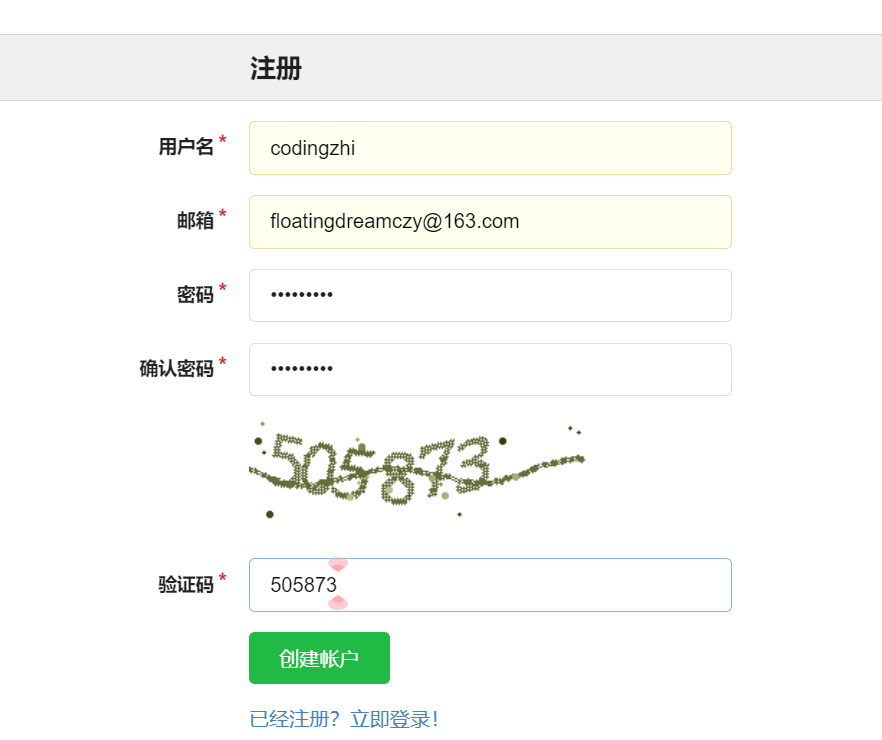 注册
用户名 *
codingzhi
邮箱 *
floatingdreamczy@163.com
密码 *
•••••••••
确认密码 *
•••••••••
505873
验证码 *
505873
创建帐户
已经注册？立即登录！